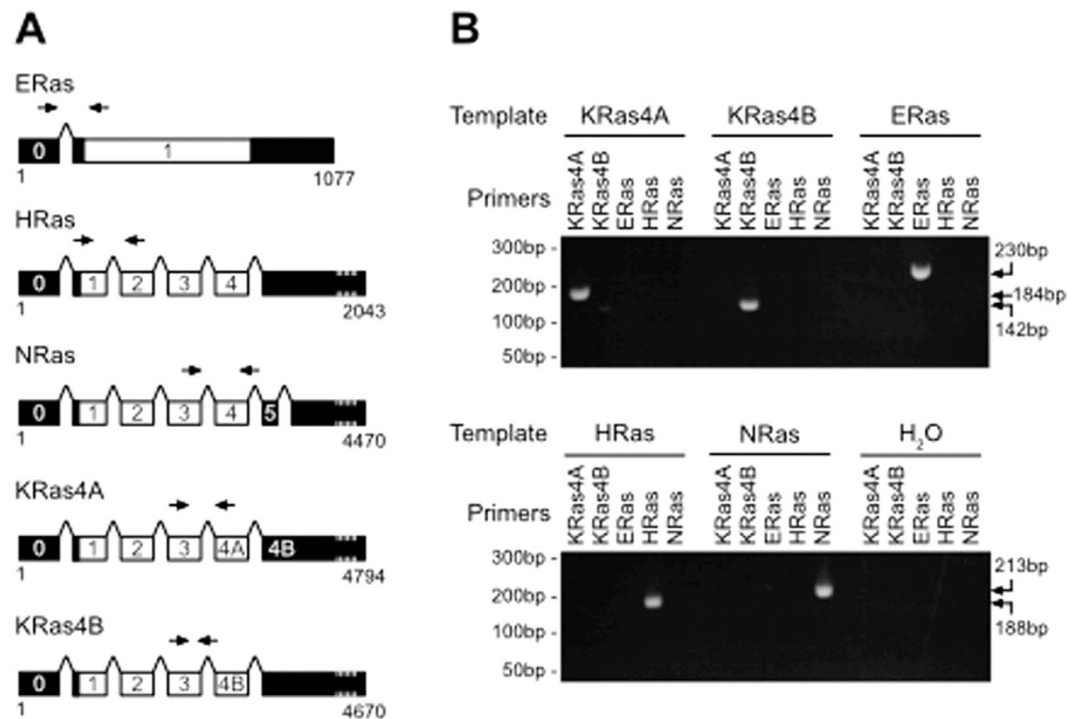 A
ERas
0 1
1 1077
HRas
0 1 2 3 4
1 2043
NRas
0 1 2 3 4 5
1 4470
KRas4A
0 1 2 3 4A 4B
1 4794
KRas4B
0 1 2 3 4B
1 4670
B
Template KRas4A KRas4B ERas
Primers KRas4A KRas4B ERas HRas NRas KRas4A KRas4B ERas HRas NRas KRas4A KRas4B ERas HRas NRas
300bp -
200bp -
100bp -
50bp -
230bp
184bp
142bp
Template HRas NRas H₂O
Primers KRas4A KRas4B ERas HRas NRas KRas4A KRas4B ERas HRas NRas KRas4A KRas4B ERas HRas NRas
300bp -
200bp -
100bp -
50bp -
213bp
188bp